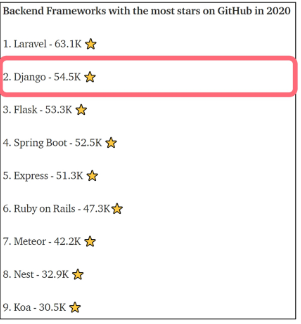 Backend Frameworks with the most stars on GitHub in 2020
1. Laravel - 63.1K ⭐
2. Django - 54.5K ⭐
3. Flask - 53.3K ⭐
4. Spring Boot - 52.5K ⭐
5. Express - 51.3K ⭐
6. Ruby on Rails - 47.3K⭐
7. Meteor - 42.2K ⭐
8. Nest - 32.9K ⭐
9. Koa - 30.5K ⭐